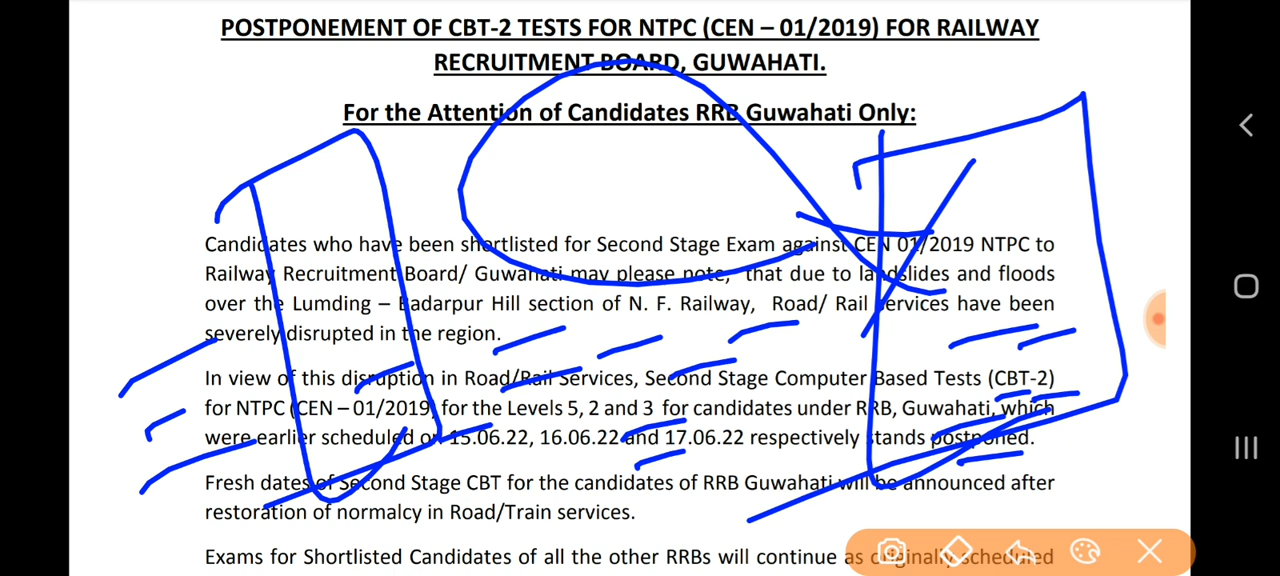 POSTPONEMENT OF CBT-2 TESTS FOR NTPC (CEN – 01/2019) FOR RAILWAY
RECRUITMENT BOARD, GUWAHATI.
For the Attention of Candidates RRB Guwahati Only:
Candidates who have been shortlisted for Second Stage Exam against CEN 01/2019 NTPC to
Railway Recruitment Board/ Guwahati may please note, that due to landslides and floods
over the Lumding – Badarpur Hill section of N. F. Railway, Road/ Rail services have been
severely disrupted in the region.
In view of this disruption in Road/Rail Services, Second Stage Computer Based Tests (CBT-2)
for NTPC (CEN – 01/2019) for the Levels 5, 2 and 3 for candidates under RRB, Guwahati, which
were earlier scheduled on 15.06.22, 16.06.22 and 17.06.22 respectively stands postponed.
Fresh dates of Second Stage CBT for the candidates of RRB Guwahati will be announced after
restoration of normalcy in Road/Train services.
Exams for Shortlisted Candidates of all the other RRBs will continue as originally scheduled